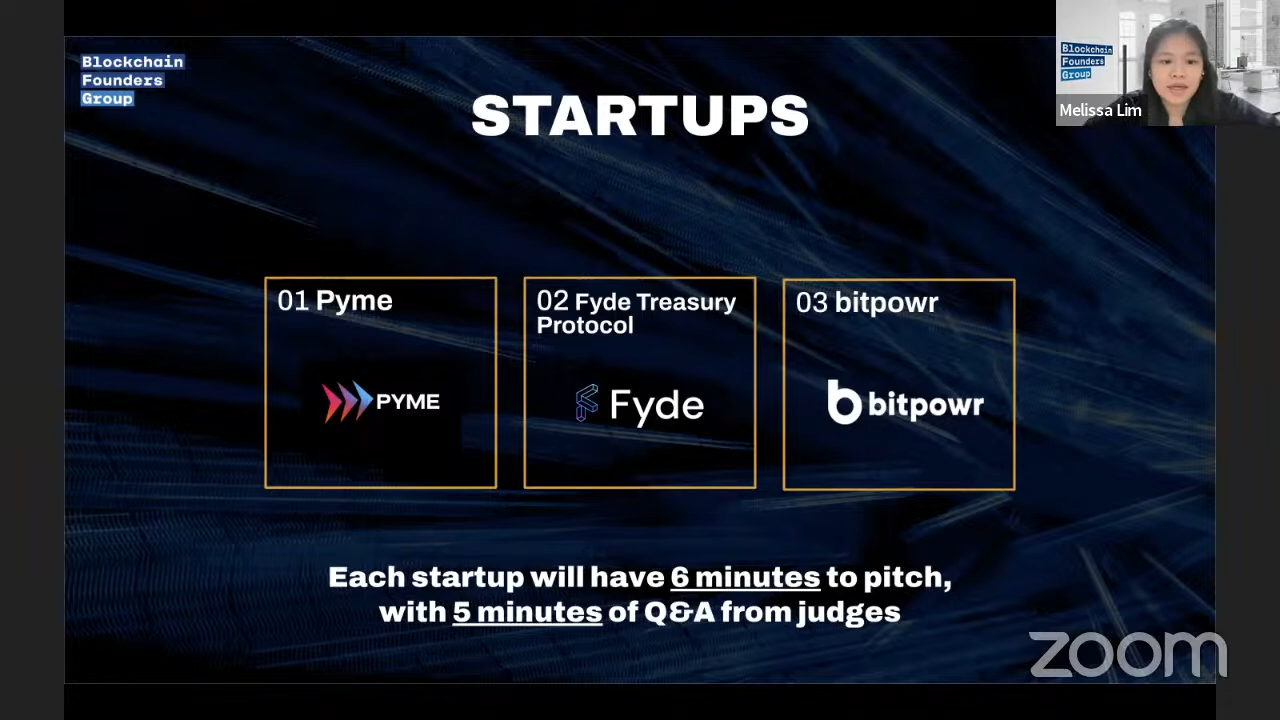 Blockchain
Founders
Group
STARTUPS
Blockchain
Founders
Group
Melissa Lim
01 Pyme
PYME
02 Fyde Treasury
Protocol
Fyde
03 bitpowr
bitpowr
Each startup will have 6 minutes to pitch,
with 5 minutes of Q&A from judges
zoom